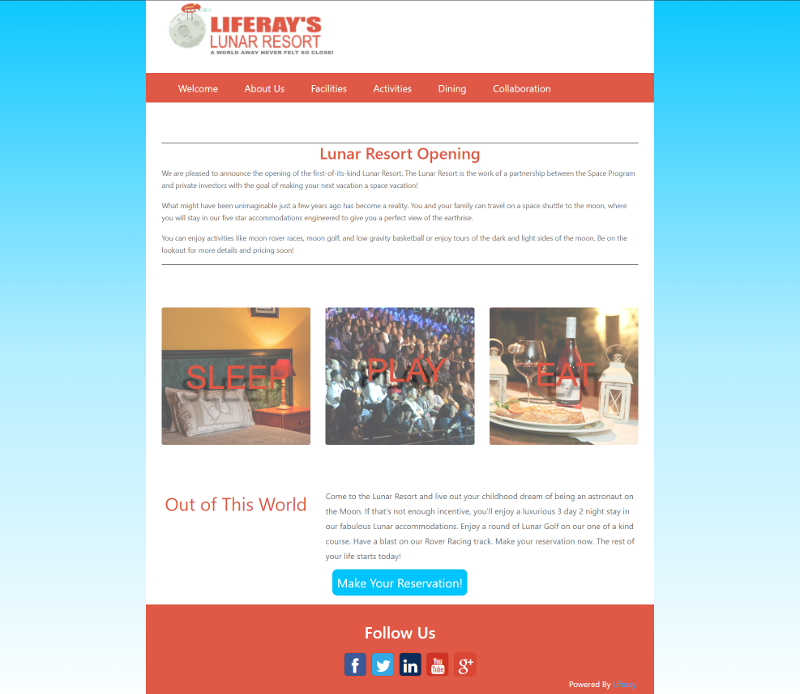 LIFERAY'S
LUNAR RESORT
A WORLD AWAY NEVER FELT SO CLOSE!
Welcome About Us Facilities Activities Dining Collaboration
Lunar Resort Opening
We are pleased to announce the opening of the first-of-its-kind Lunar Resort. The Lunar Resort is the work of a partnership between the Space Program
and private investors with the goal of making your next vacation a space vacation!
What might have been unimaginable just a few years ago has become a reality. You and your family can travel on a space shuttle to the moon; where
you will stay in our five star accommodations engineered to give you a perfect view of the earthrise.
You can enjoy activities like moon rover races, moon golf, and low gravity basketball or enjoy tours of the dark and light sides of the moon. Be on the
lookout for more details and pricing soon!
SLEEP PLAY EAT
Out of This World
Come to the Lunar Resort and live out your childhood dream of being an astronaut on
the Moon. If that's not enough incentive, you'll enjoy a luxurious 3 day 2 night stay in
our fabulous Lunar accommodations. Enjoy a round of Lunar Golf on our one of a kind
course. Have a blast on our Rover Racing track. Make your reservation now. The rest of
your life starts today!
Make Your Reservation!
Follow Us
f in You Tube g+
Powered By Liferay